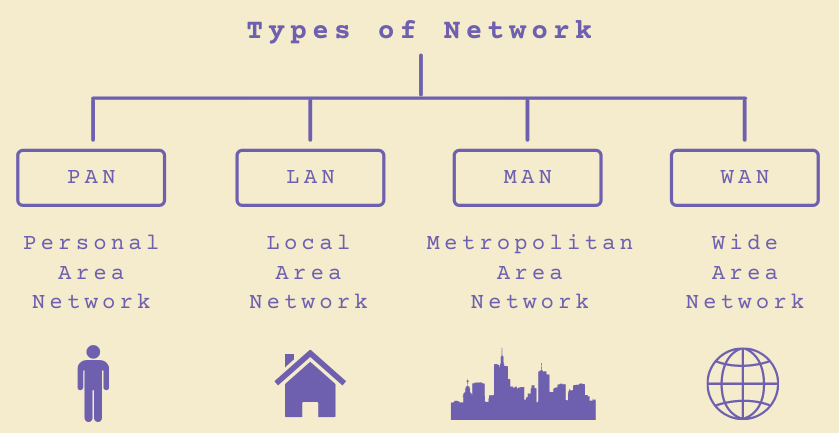 Types of Network
PAN
LAN
MAN
WAN
Personal
Area
Network
Local
Area
Network
Metropolitan
Area
Network
Wide
Area
Network